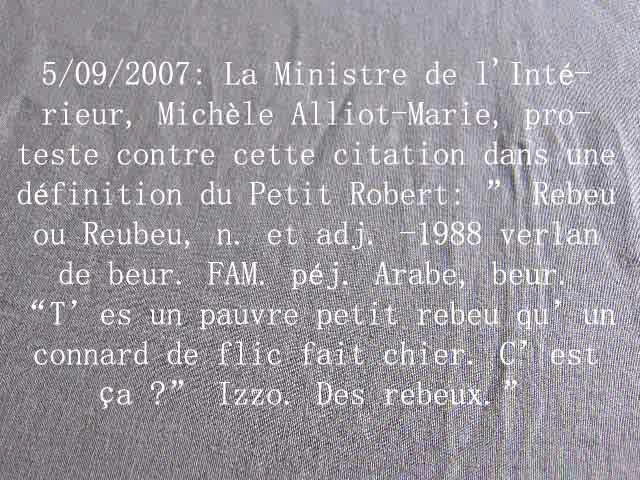 5/09/2007: La Ministre de l'Inté-
rieur, Michèle Alliot-Marie, pro-
teste contre cette citation dans une
définition du Petit Robert: ” Rebeu
ou Reubeu, n. et adj. -1988 verlan
de beur. FAM. péj. Arabe, beur.
“T’es un pauvre petit rebeu qu’un
connard de flic fait chier. C’est
ça ?” Izzo. Des rebeux.”